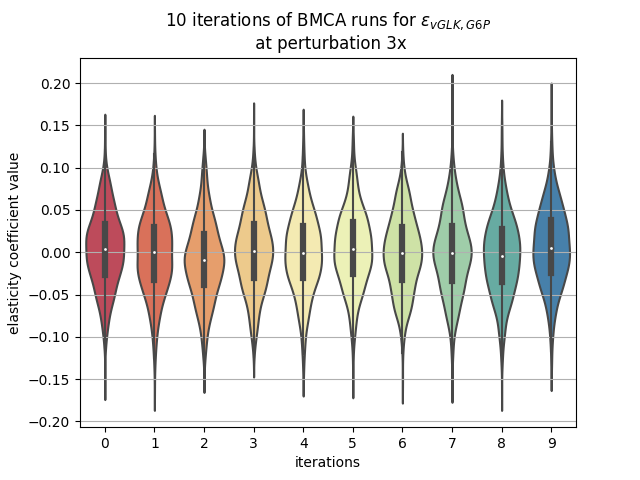 10 iterations of BMCA runs for ε_{vGLK,G6P}
at perturbation 3x
elasticity coefficient value
0.20
0.15
0.10
0.05
0.00
−0.05
−0.10
−0.15
−0.20
0 1 2 3 4 5 6 7 8 9
iterations